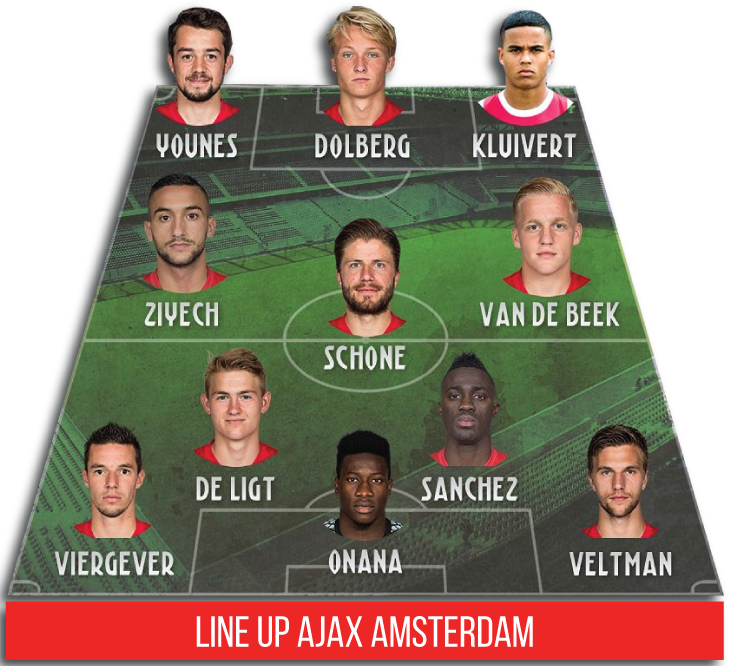 YOUNES
DOLBERG
KLUIVERT
ZIYECH
VAN DE BEEK
SCHONE
DE LIGT
SANCHEZ
VIERGEVER
ONANA
VELTMAN
LINE UP AJAX AMSTERDAM